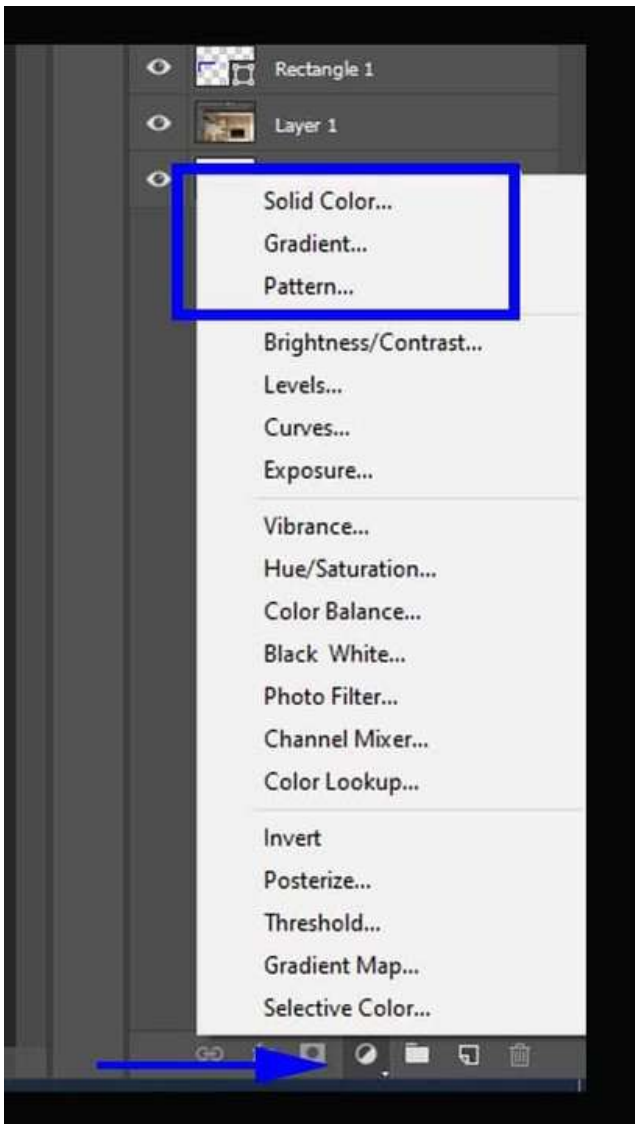 Rectangle 1
Layer 1
Solid Color...
Gradient...
Pattern...
Brightness/Contrast...
Levels...
Curves...
Exposure...
Vibrance...
Hue/Saturation...
Color Balance...
Black  White...
Photo Filter...
Channel Mixer...
Color Lookup...
Invert
Posterize...
Threshold...
Gradient Map...
Selective Color...